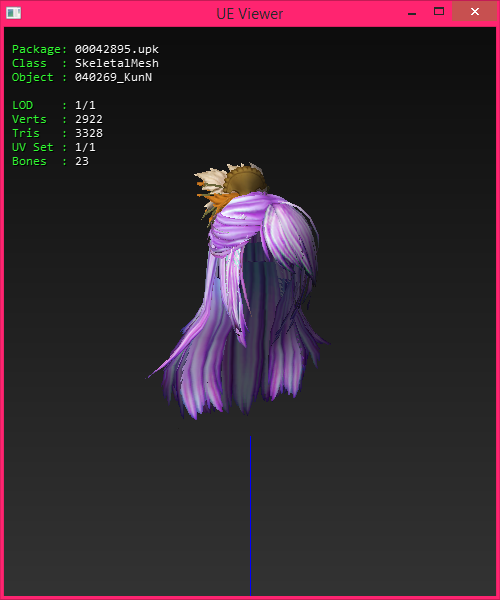 UE Viewer
Package: 00042895.upk
Class : SkeletalMesh
Object : 040269_KunN
LOD : 1/1
Verts : 2922
Tris : 3328
UV Set : 1/1
Bones : 23